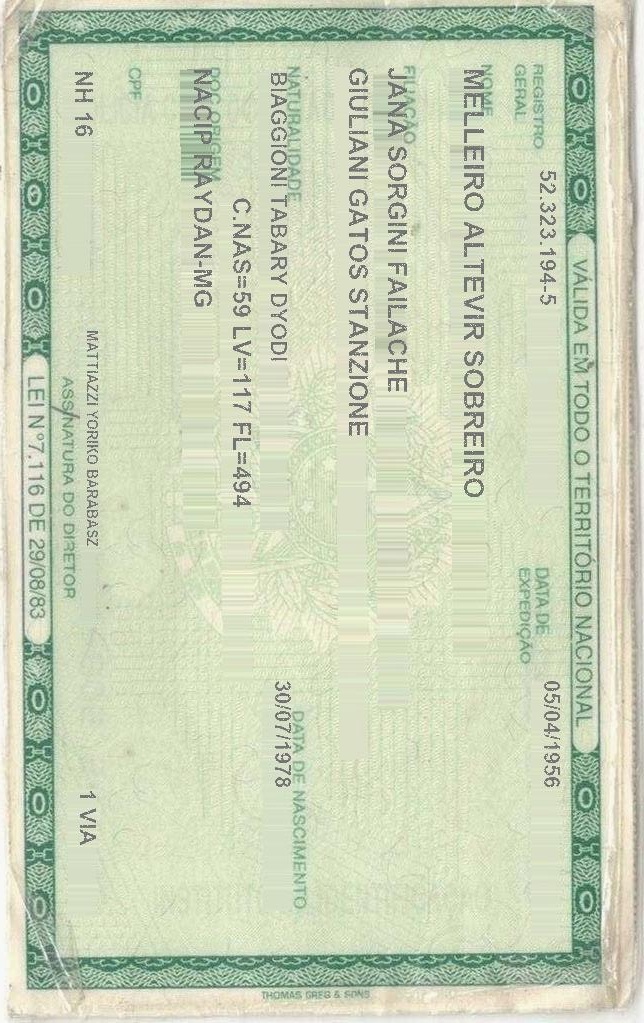 VÁLIDA EM TODO O TERRITÓRIO NACIONAL
REGISTRO GERAL 52.323.194-5 DATA DE EXPEDIÇÃO 05/04/1956
NOME
MELLEIRO ALTEVIR SOBREIRO
FILIAÇÃO
JANA SORGINI FAILACHE
GIULIANI GATOS STANZIONE
NATURALIDADE DATA DE NASCIMENTO
BIAGGIONI TABARY DYODI 30/07/1978
C.NAS=59 LV=117 FL=494
DOC ORIGEM
NACIP RAYDAN-MG
CPF
MATTIAZZI YORIKO BARABASZ
NH 16 1 VIA
ASSINATURA DO DIRETOR
LEI Nº 7.116 DE 29/08/83
THOMAS GREG & SONS